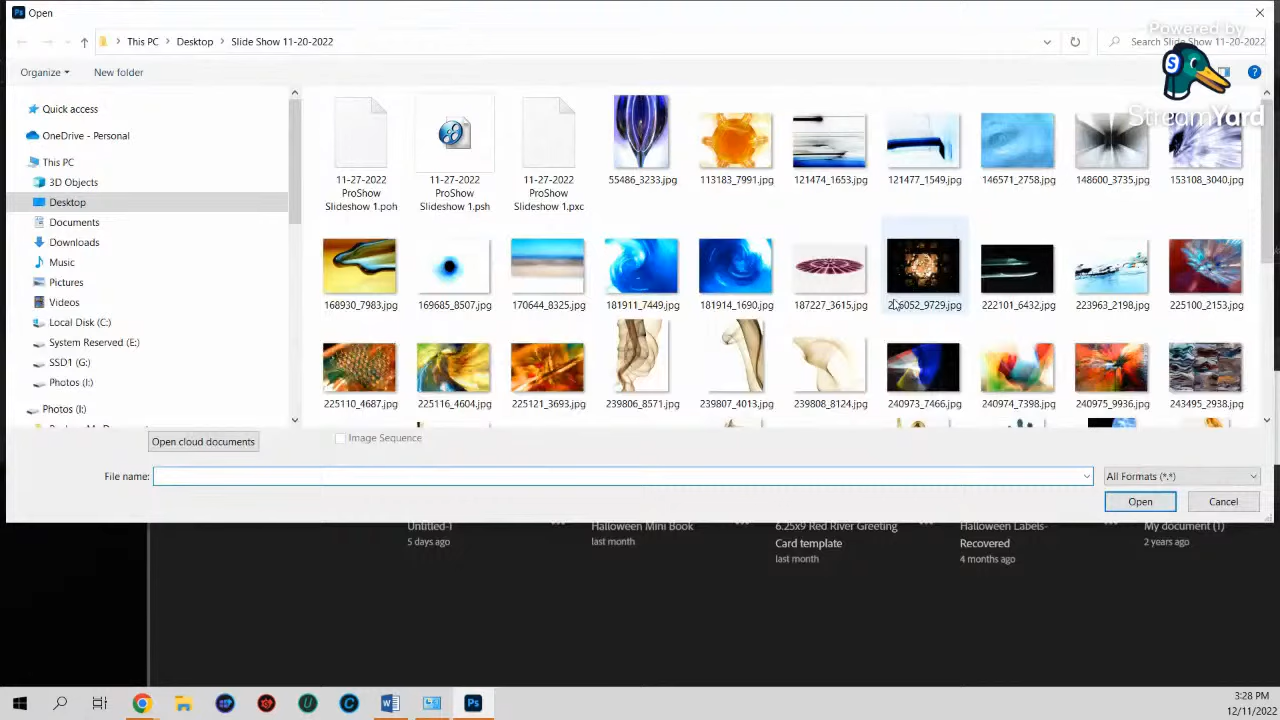 Ps Open
Powered by
This PC > Desktop > Slide Show 11-20-2022
Search Slide Show 11-20-2022
Organize
New folder
StreamYard
Quick access
OneDrive - Personal
This PC
3D Objects
Desktop
Documents
Downloads
Music
Pictures
Videos
Local Disk (C:)
System Reserved (E:)
SSD1 (G:)
Photos (I:)
Photos (I:)
11-27-2022
ProShow
Slideshow 1.poh
11-27-2022
ProShow
Slideshow 1.psh
11-27-2022
ProShow
Slideshow 1.pxc
55486_3233.jpg
113183_7991.jpg
121474_1653.jpg
121477_1549.jpg
146571_2758.jpg
148600_3735.jpg
153108_3040.jpg
168930_7983.jpg
169685_8507.jpg
170644_8325.jpg
181911_7449.jpg
181914_1690.jpg
187227_3615.jpg
222101_6432.jpg
223963_2198.jpg
225100_2153.jpg
225110_4687.jpg
225116_4604.jpg
225121_3693.jpg
239806_8571.jpg
239807_4013.jpg
239808_8124.jpg
240973_7466.jpg
240974_7398.jpg
240975_9936.jpg
243495_2938.jpg
Open cloud documents
Image Sequence
File name:
All Formats (*.*)
Open
Cancel
Untitled-1
5 days ago
Halloween Mini Book
last month
6.25x9 Red River Greeting
Card template
last month
Halloween Labels-
Recovered
4 months ago
My document (1)
2 years ago
Ps
3:28 PM
12/11/2022